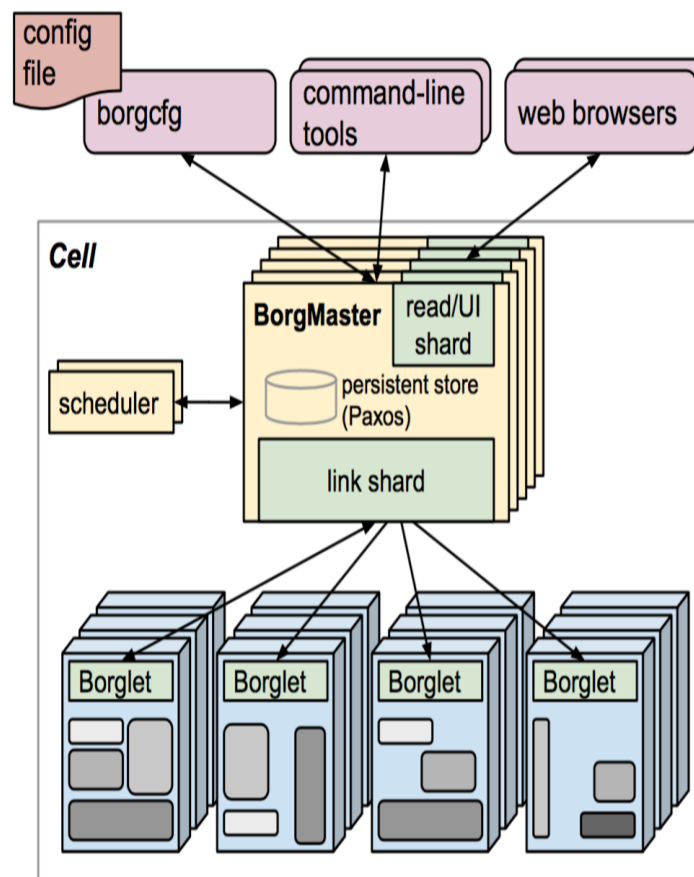 config
file
borgcfg
command-line
tools
web browsers
Cell
BorgMaster
read/UI
shard
persistent store
(Paxos)
scheduler
link shard
Borglet
Borglet
Borglet
Borglet